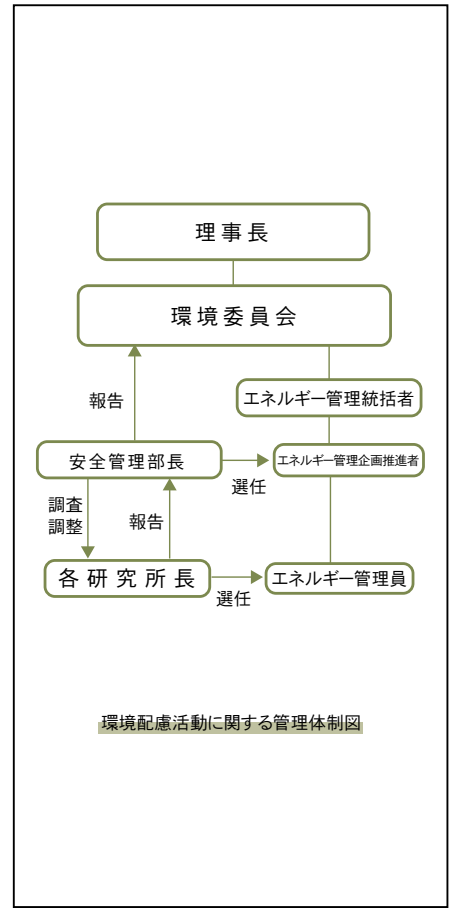 理事長
環境委員会
エネルギー管理統括者
報告
安全管理部長
選任
エネルギー管理企画推進者
調査
調整
報告
各研究所長
選任
エネルギー管理員
環境配慮活動に関する管理体制図